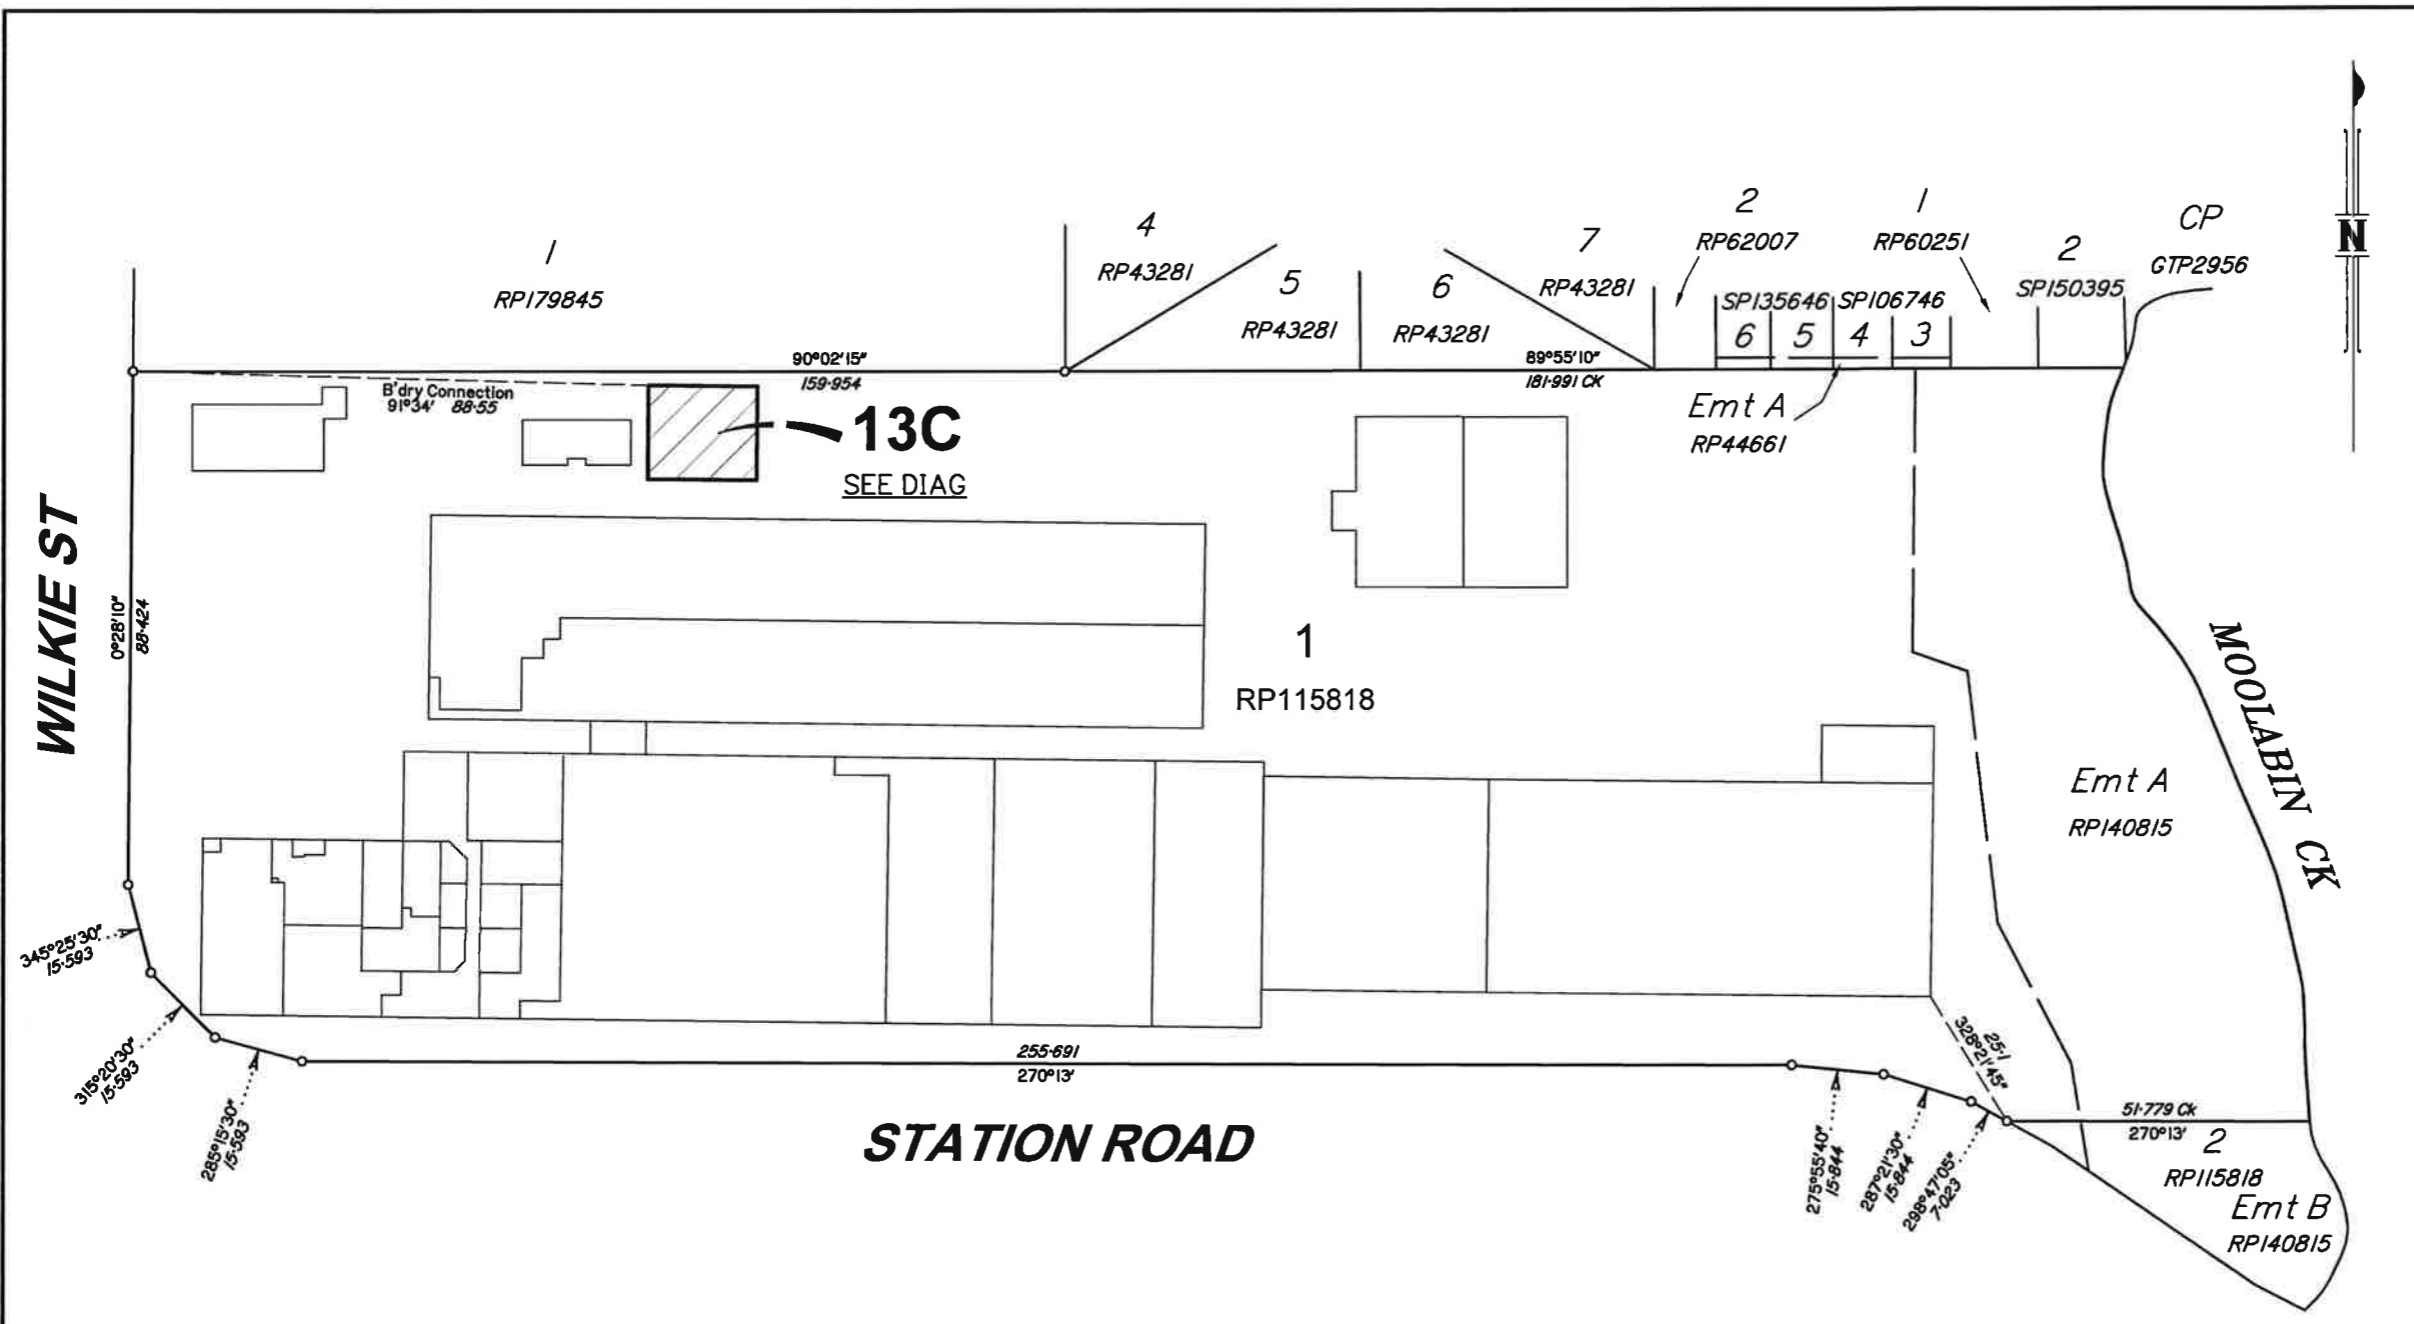 1
RP179845
4
RP43281
5
RP43281
6
RP43281
7
RP43281
2
RP62007
1
RP60251
2
SP150395
CP
GTP2956
SP135646
SP106746
6
5
4
3
N
90°02'15"
159·954
89°55'10"
181·991 CK
B'dry Connection
91°34' 88·55
13C
SEE DIAG
Emt A
RP44661
WILKIE ST
0°28'10"
88·424
1
RP115818
MOOLABIN CK
Emt A
RP140815
345°25'30"
15·593
315°20'30"
15·593
285°15'30"
15·593
255·691
270°13'
STATION ROAD
25·1
328°21'45"
275°55'40"
15·844
287°21'30"
15·844
298°47'05"
7·023
51·779 Ck
270°13'
2
RP115818
Emt B
RP140815